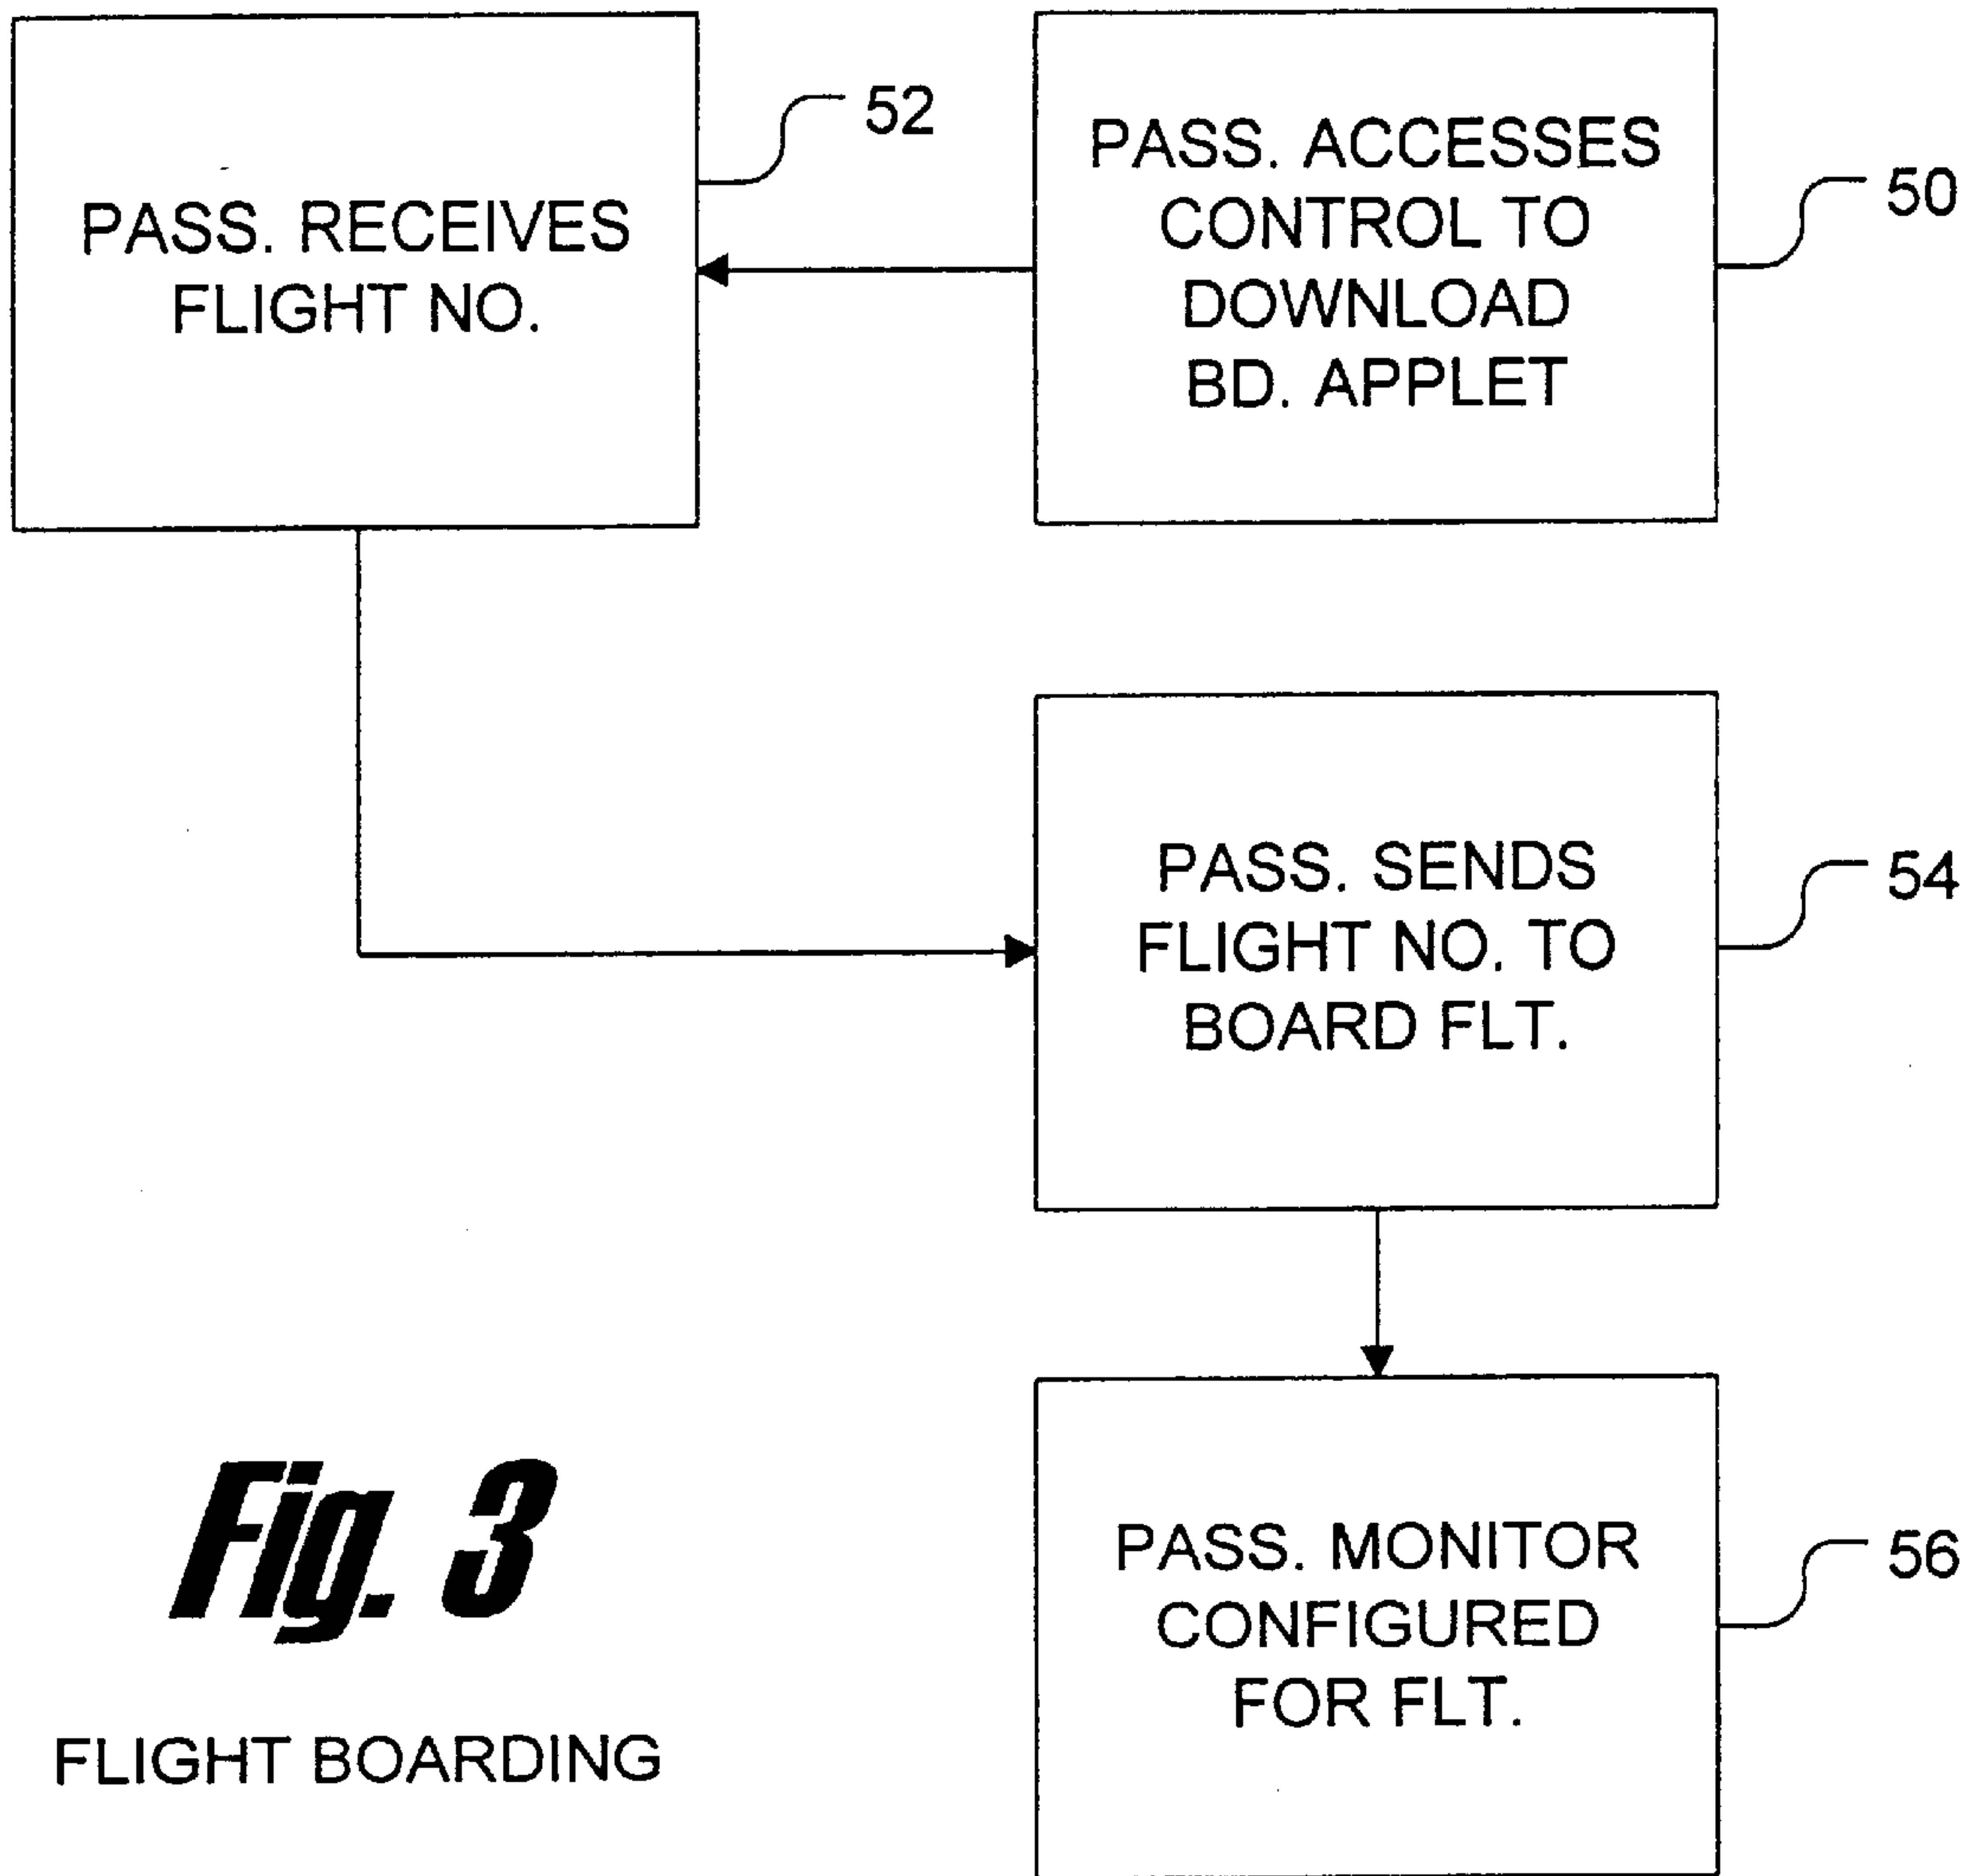 PASS. RECEIVES
FLIGHT NO.
52
PASS. ACCESSES
CONTROL TO
DOWNLOAD
BD. APPLET
50
PASS. SENDS
FLIGHT NO. TO
BOARD FLT.
54
PASS. MONITOR
CONFIGURED
FOR FLT.
56
Fig. 3
FLIGHT BOARDING